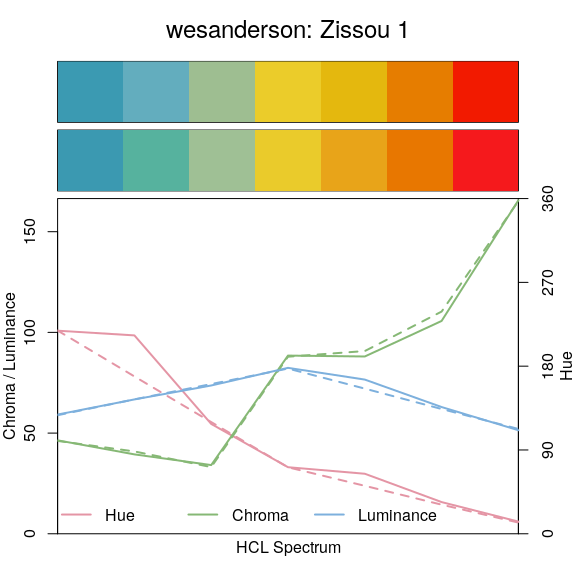 wesanderson: Zissou 1
Chroma / Luminance
0
50
100
150
Hue
Chroma
Luminance
HCL Spectrum
0
90
180
270
360
Hue